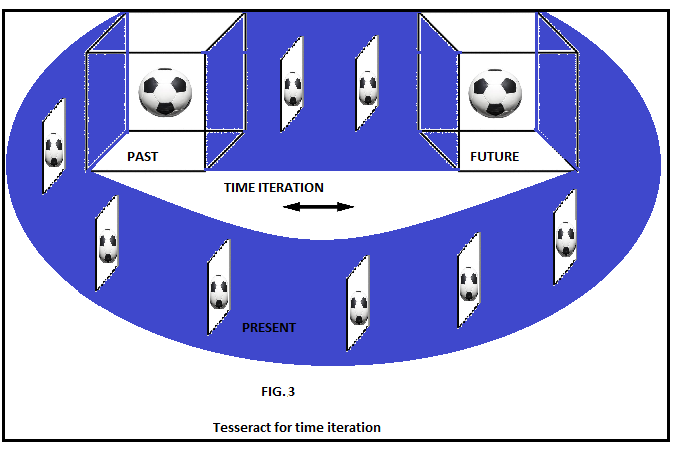 PAST
FUTURE
TIME ITERATION
PRESENT
FIG. 3
Tesseract for time iteration